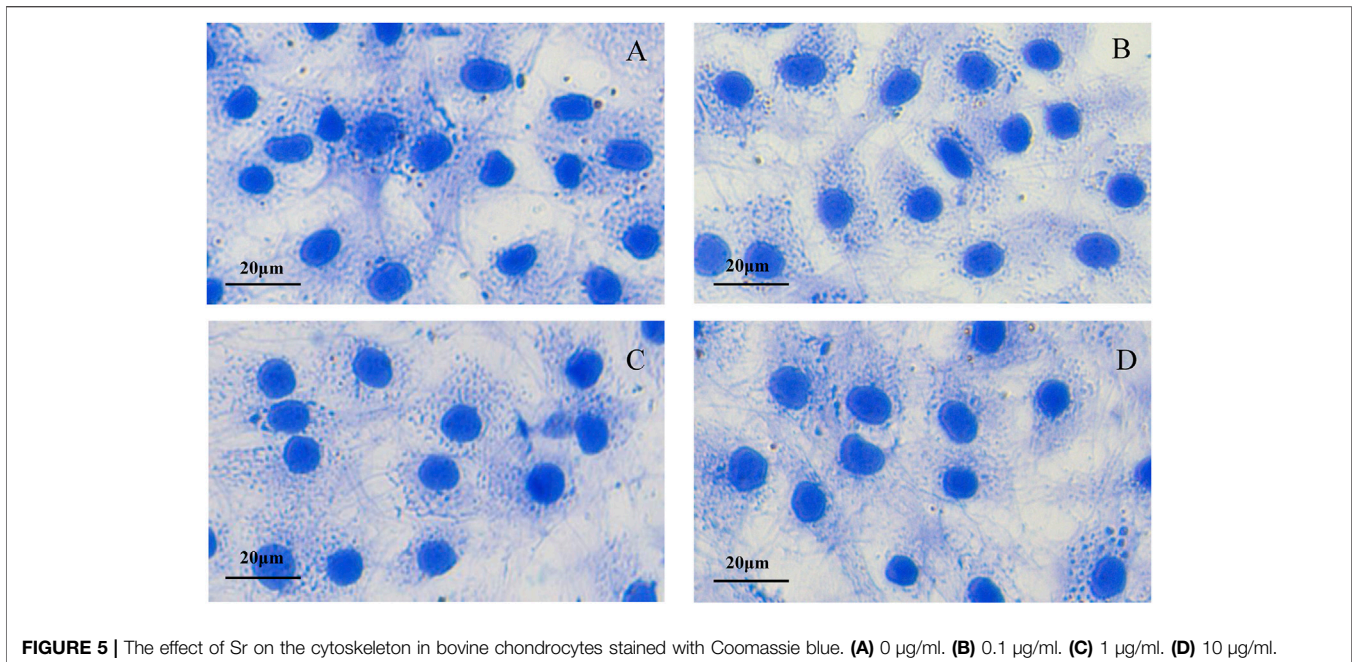 A
B
20µm
20µm
C
D
20µm
20µm
FIGURE 5 | The effect of Sr on the cytoskeleton in bovine chondrocytes stained with Coomassie blue. (A) 0 µg/ml. (B) 0.1 µg/ml. (C) 1 µg/ml. (D) 10 µg/ml.